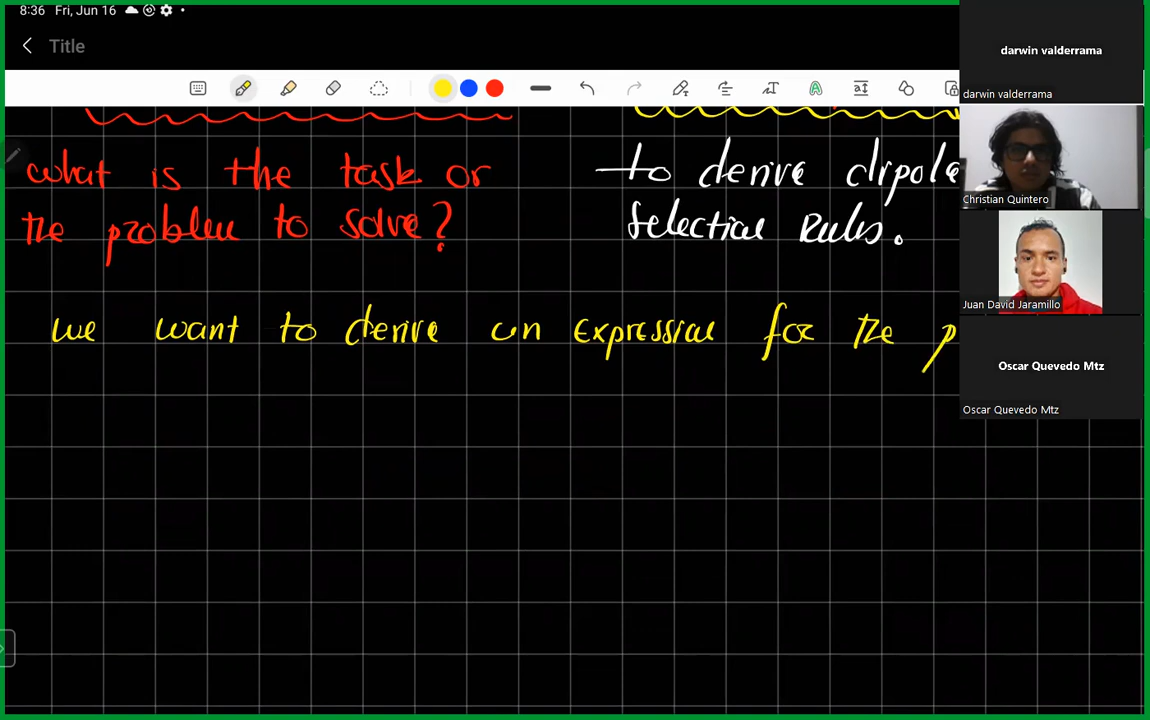 8:36 Fri, Jun 16
Title
what is the task or
the problem to solve?
to derive dipole
Selection Rules.
we want to derive an expression for the p
darwin valderrama
darwin valderrama
Christian Quintero
Juan David Jaramillo
Oscar Quevedo Mtz
Oscar Quevedo Mtz